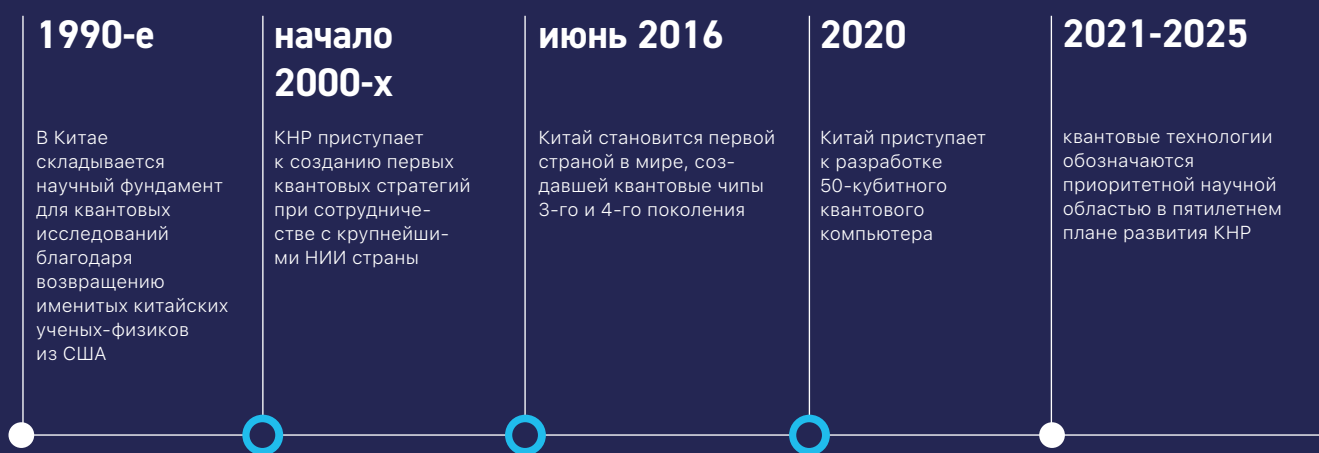 1990-е
В Китае
складывается
научный фундамент
для квантовых
исследований
благодаря
возвращению
именитых китайских
ученых-физиков
из США
начало
2000-х
КНР приступает
к созданию первых
квантовых стратегий
при сотрудниче-
стве с крупнейши-
ми НИИ страны
июнь 2016
Китай становится первой
страной в мире, соз-
давшей квантовые чипы
3-го и 4-го поколения
2020
Китай приступает
к разработке
50-кубитного
квантового
компьютера
2021-2025
квантовые технологии
обозначаются
приоритетной научной
областью в пятилетнем
плане развития КНР